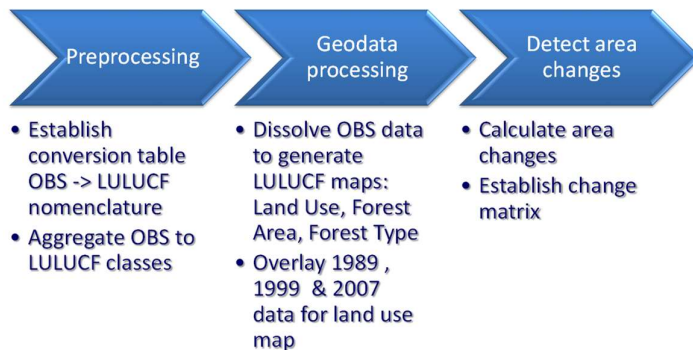 Preprocessing
Geodata
processing
Detect area
changes
• Establish
conversion table
OBS -> LULUCF
nomenclature
• Aggregate OBS to
LULUCF classes
• Dissolve OBS data
to generate
LULUCF maps:
Land Use, Forest
Area, Forest Type
• Overlay 1989 ,
1999 & 2007
data for land use
map
• Calculate area
changes
• Establish change
matrix